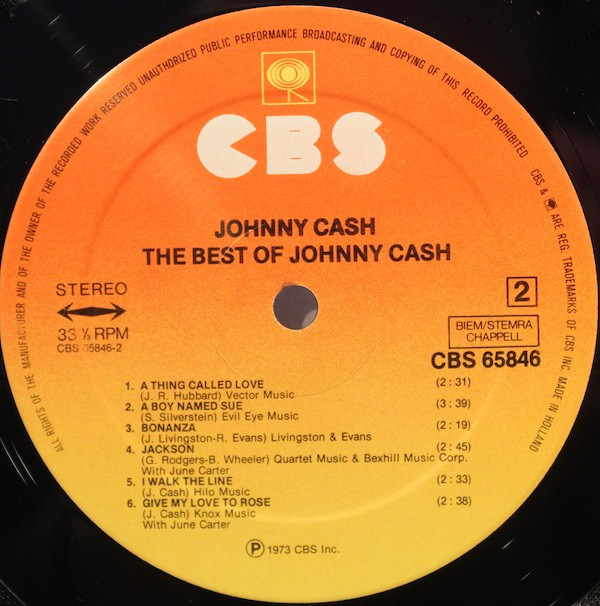 ALL RIGHTS OF THE MANUFACTURER AND OF THE OWNER OF THE RECORDED WORK RESERVED UNAUTHORIZED PUBLIC PERFORMANCE BROADCASTING AND COPYING OF THIS RECORD PROHIBITED
CBS & ARE REG. TRADEMARKS OF CBS INC. MADE IN HOLLAND
CBS
JOHNNY CASH
THE BEST OF JOHNNY CASH
STEREO
33 ⅓ RPM
CBS 65846-2
2
BIEM/STEMRA
CHAPPELL
CBS 65846
1. A THING CALLED LOVE (2 : 31)
(J. R. Hubbard) Vector Music
2. A BOY NAMED SUE (3 : 39)
(S. Silverstein) Evil Eye Music
3. BONANZA (2 : 19)
(J. Livingston-R. Evans) Livingston & Evans
4. JACKSON (2 : 45)
(G. Rodgers-B. Wheeler) Quartet Music & Bexhill Music Corp.
With June Carter
5. I WALK THE LINE (2 : 33)
(J. Cash) Hilo Music
6. GIVE MY LOVE TO ROSE (2 : 38)
(J. Cash) Knox Music
With June Carter
Ⓟ 1973 CBS Inc.